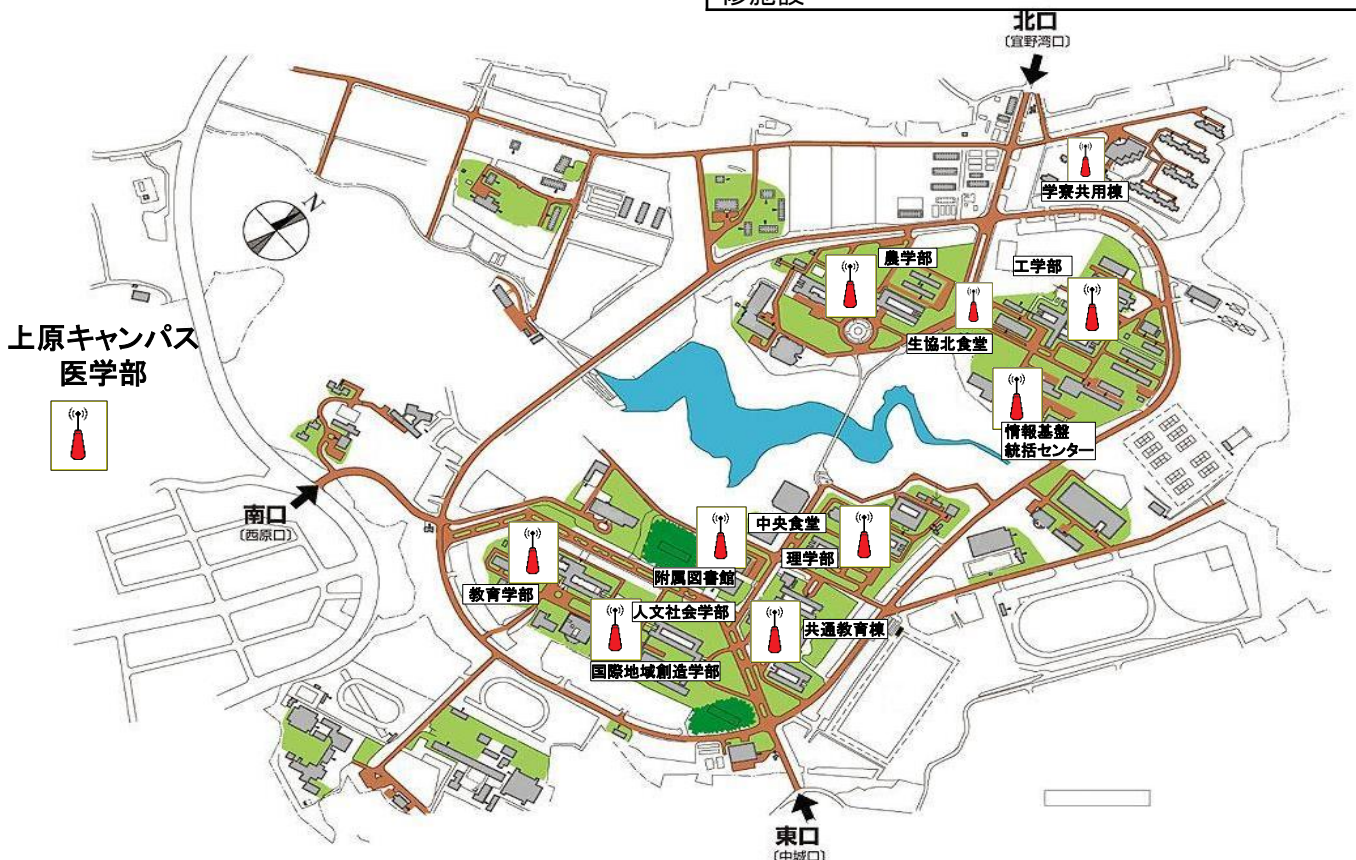 修施設
北口
(宜野湾口)
学寮共用棟
農学部
工学部
N
生協北食堂
上原キャンパス
医学部
情報基盤
統括センター
南口
(西原口)
中央食堂
理学部
附属図書館
教育学部
人文社会学部
共通教育棟
国際地域創造学部
東口
(中城口)